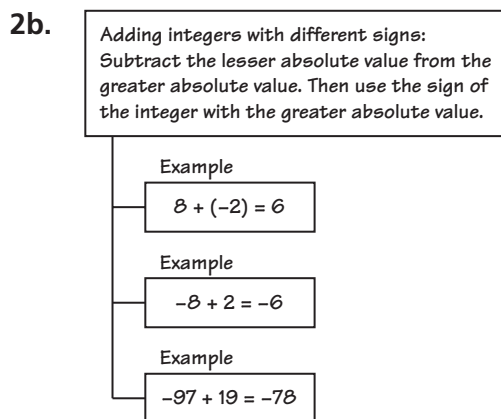 2b.
Adding integers with different signs:
Subtract the lesser absolute value from the
greater absolute value. Then use the sign of
the integer with the greater absolute value.
Example
8 + (−2) = 6
Example
−8 + 2 = −6
Example
−97 + 19 = −78